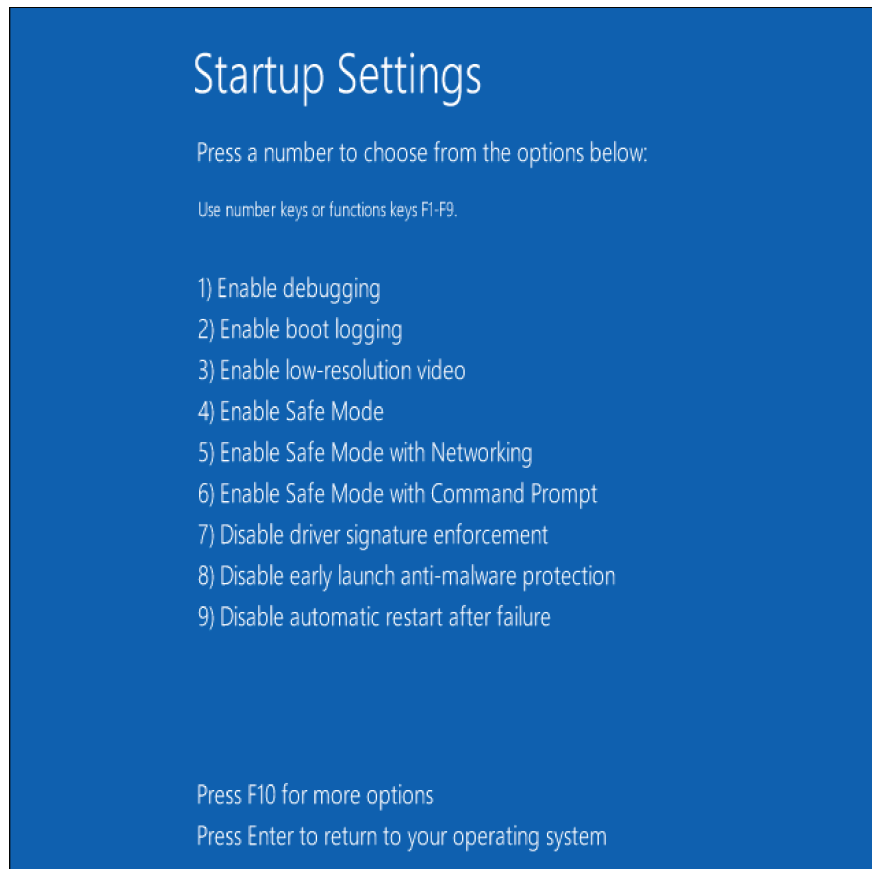 Startup Settings
Press a number to choose from the options below:
Use number keys or functions keys F1-F9.
1) Enable debugging
2) Enable boot logging
3) Enable low-resolution video
4) Enable Safe Mode
5) Enable Safe Mode with Networking
6) Enable Safe Mode with Command Prompt
7) Disable driver signature enforcement
8) Disable early launch anti-malware protection
9) Disable automatic restart after failure
Press F10 for more options
Press Enter to return to your operating system